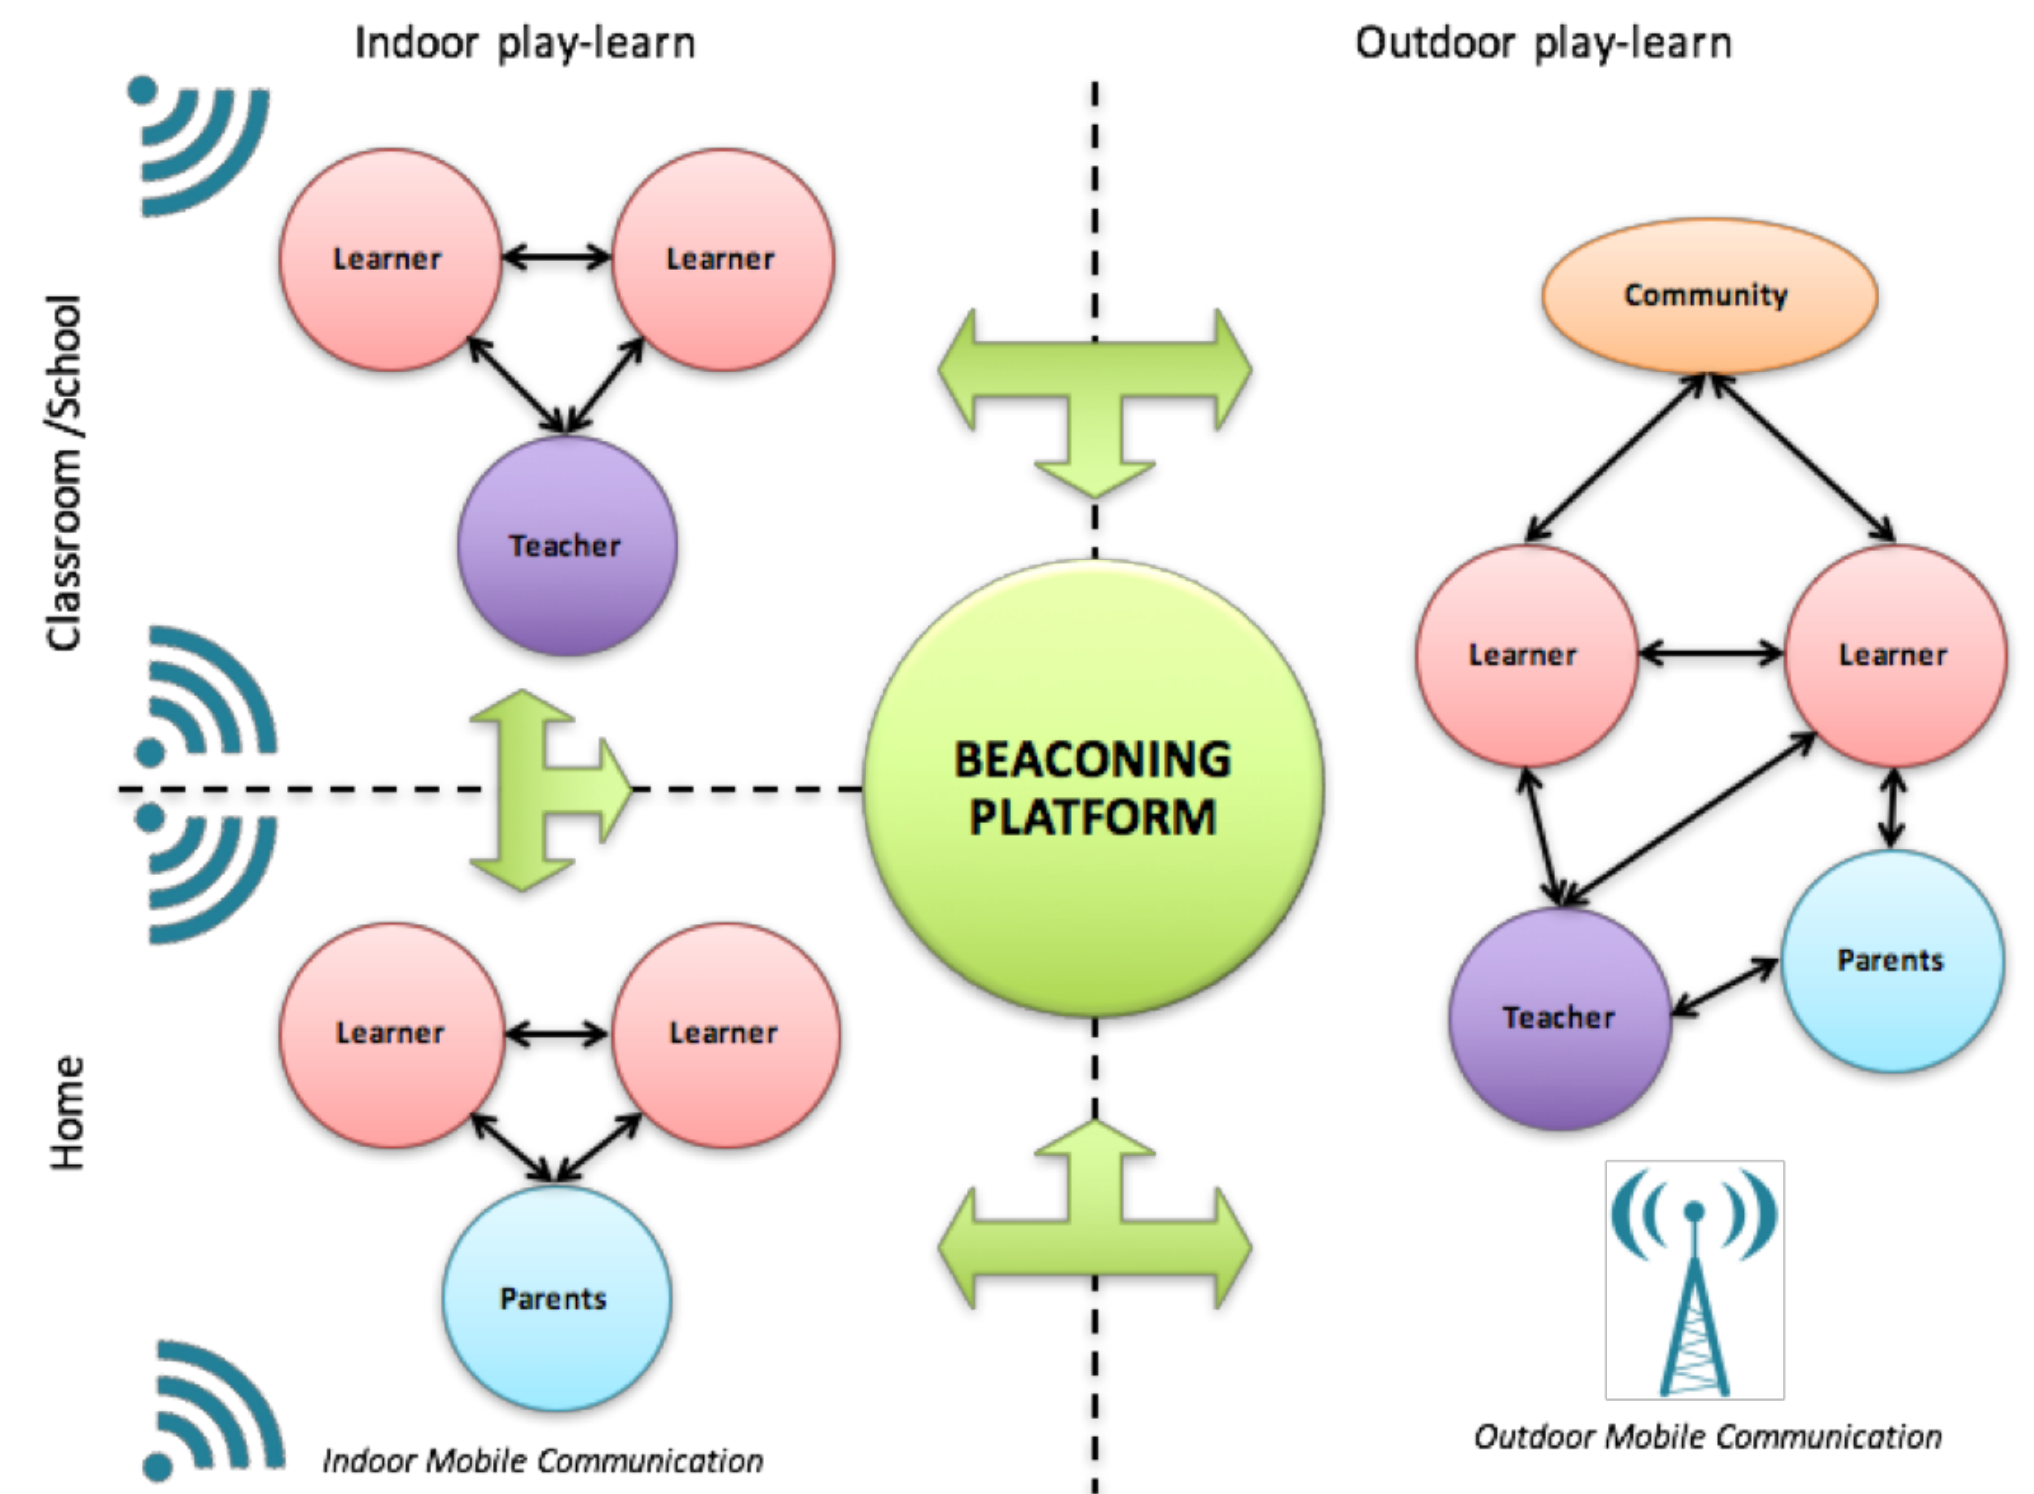 Indoor play-learn
Outdoor play-learn
Classroom /School
Learner
Learner
Teacher
Community
Learner
Learner
BEACONING
PLATFORM
Teacher
Parents
Home
Learner
Learner
Parents
Indoor Mobile Communication
Outdoor Mobile Communication